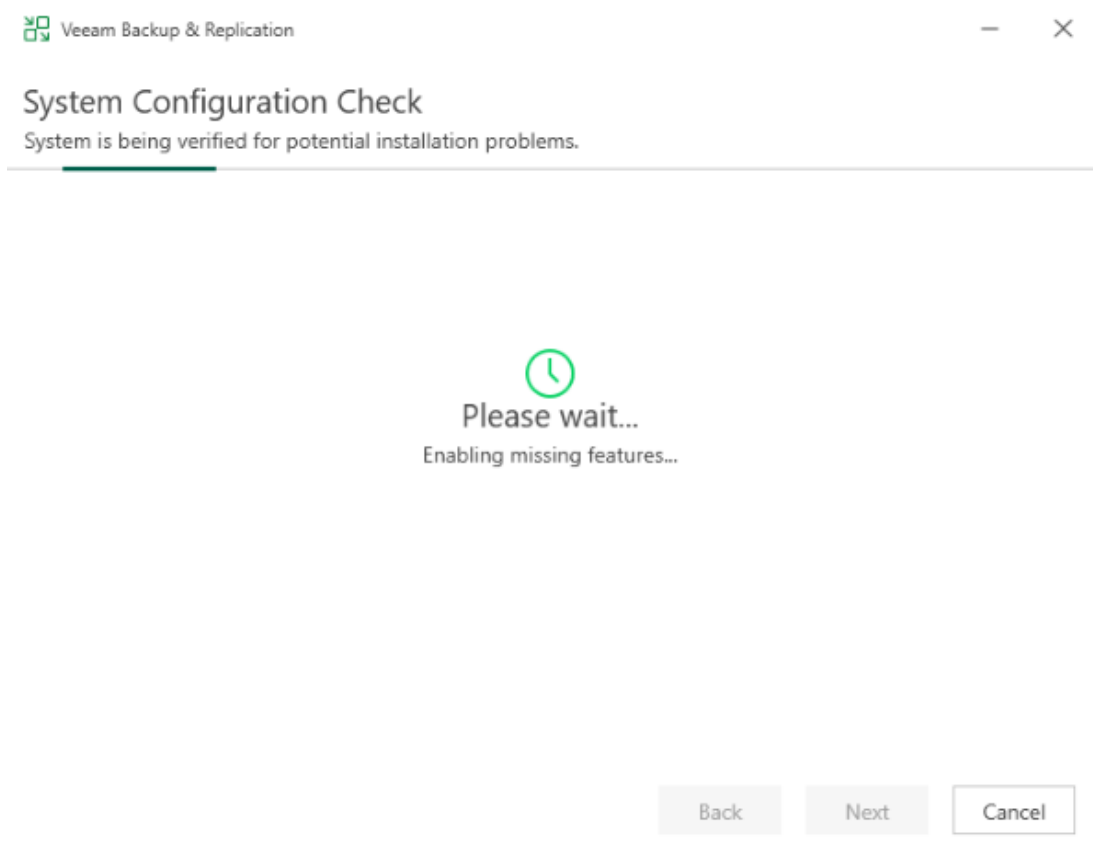 Veeam Backup & Replication
System Configuration Check
System is being verified for potential installation problems.
Please wait...
Enabling missing features...
Back
Next
Cancel